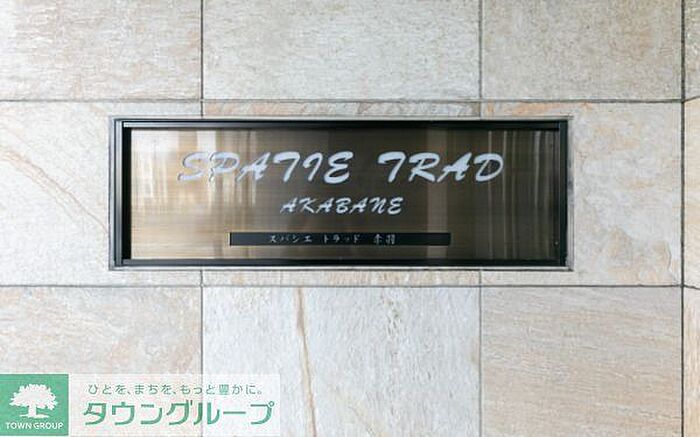 SPATIE TRAD
AKABANE
スパシエ トラッド 赤羽
ひとを、まちを、もっと豊かに。
タウングループ
TOWN GROUP